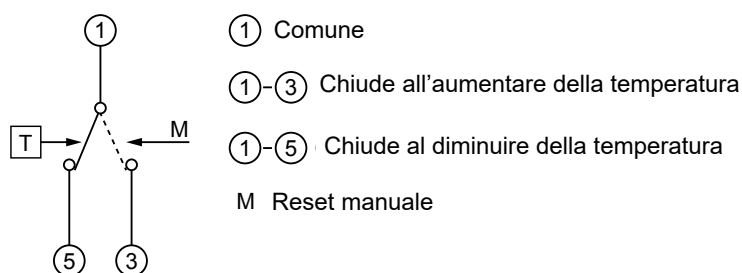 1
1 Comune
1-3 Chiude all’aumentare della temperatura
T
M
1-5 Chiude al diminuire della temperatura
M Reset manuale
5
3